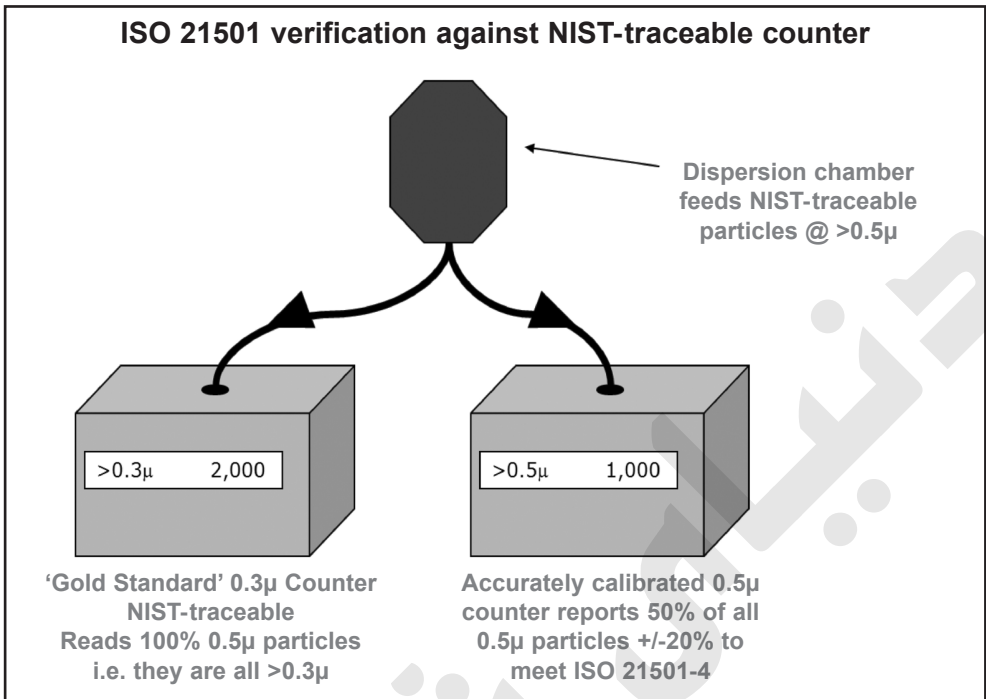 ISO 21501 verification against NIST-traceable counter
Dispersion chamber
feeds NIST-traceable
particles @ >0.5µ
>0.3µ 2,000
>0.5µ 1,000
‘Gold Standard’ 0.3µ Counter
NIST-traceable
Reads 100% 0.5µ particles
i.e. they are all >0.3µ
Accurately calibrated 0.5µ
counter reports 50% of all
0.5µ particles +/-20% to
meet ISO 21501-4